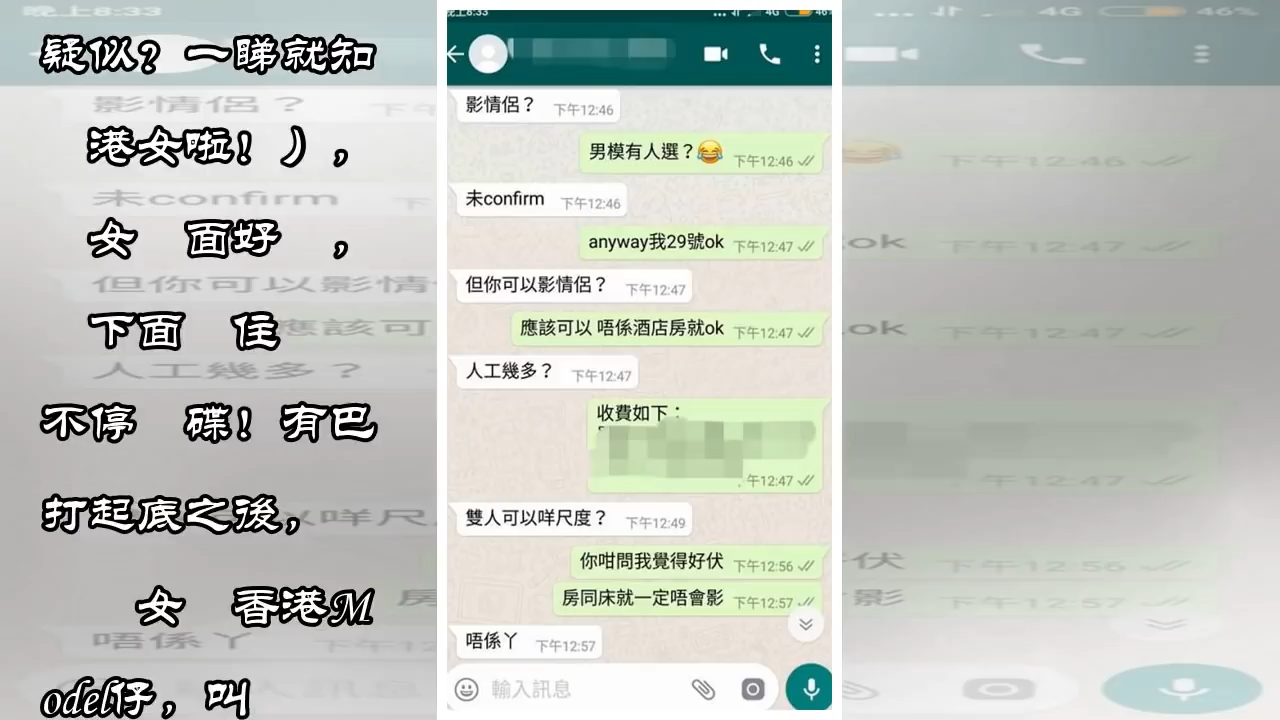 疑似？一睇就知
港女啦！），
女 面好 ，
下面 住
不停 碟！有巴
打起底之後，
女 香港M
odel仔，叫
晚上8:33
4G 46%
影情侶？ 下午12:46
男模有人選？😂 下午12:46
未confirm 下午12:46
anyway我29號ok 下午12:47
但你可以影情侶？ 下午12:47
應該可以 唔係酒店房就ok 下午12:47
人工幾多？ 下午12:47
收費如下：
午12:47
雙人可以咩尺度？ 下午12:49
你咁問我覺得好伏 下午12:56
房同床就一定唔會影 下午12:57
唔係丫 下午12:57
輸入訊息